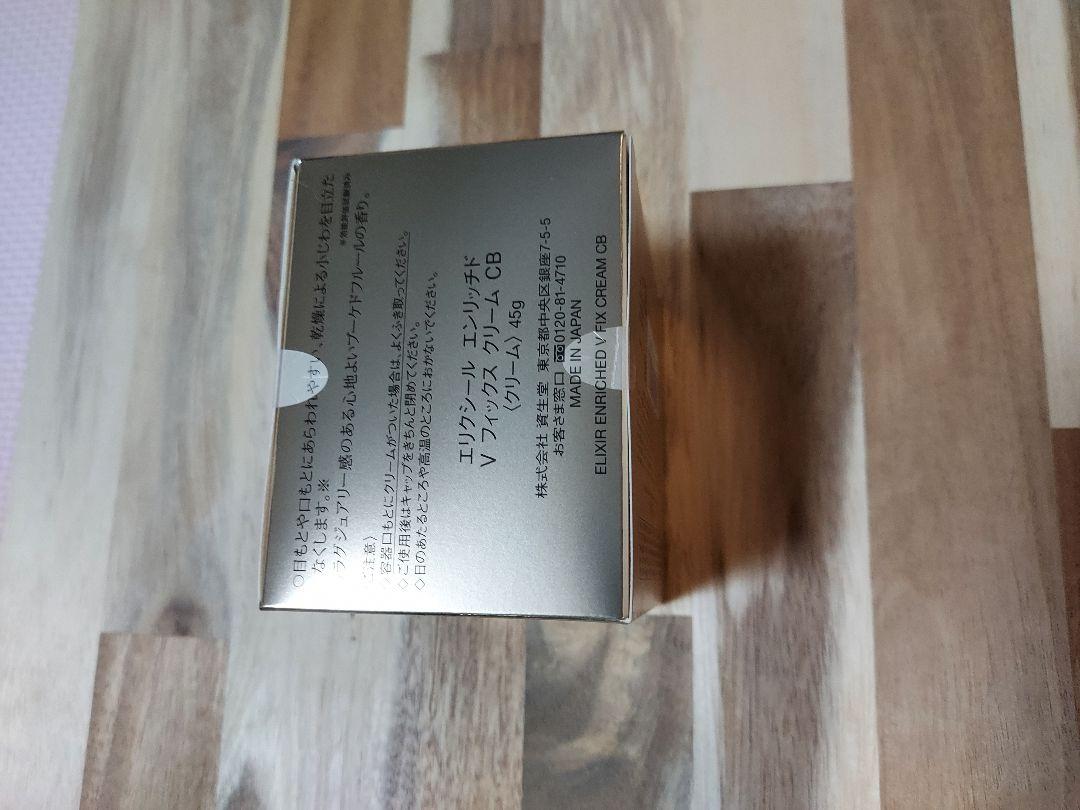 ○目もとや口もとにあらわれやすい、乾燥による小じわを目立た
なくします。※
※効能評価試験済み
ラグジュアリー感のある心地よいブーケドフルールの香り。
ご注意〉
◇容器口もとにクリームがついた場合は、よくふき取ってください。
◇ご使用後はキャップをきちんと閉めてください。
◇日のあたるところや高温のところにおかないでください。
エリクシール エンリッチド
V フィックス クリーム CB
〈クリーム〉45g
株式会社 資生堂 東京都中央区銀座7-5-5
お客さま窓口 0120-81-4710
MADE IN JAPAN
ELIXIR ENRICHED V FIX CREAM CB